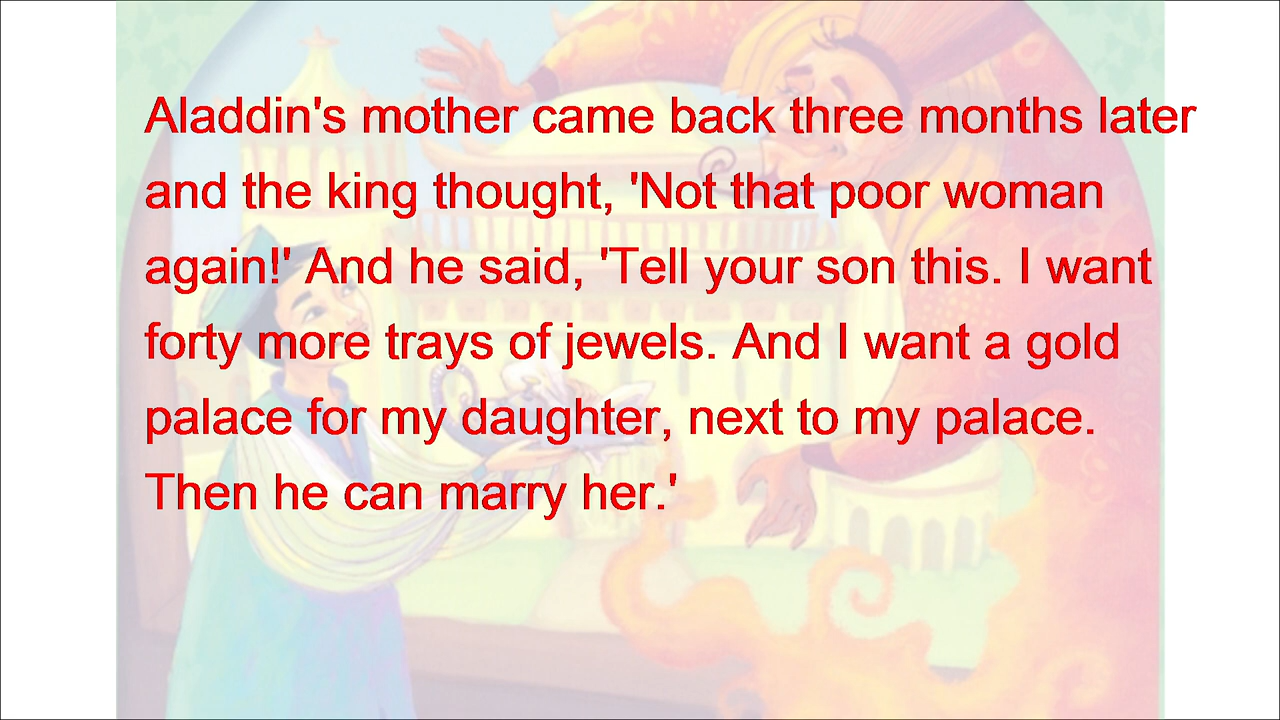 Aladdin's mother came back three months later
and the king thought, 'Not that poor woman
again!' And he said, 'Tell your son this. I want
forty more trays of jewels. And I want a gold
palace for my daughter, next to my palace.
Then he can marry her.'